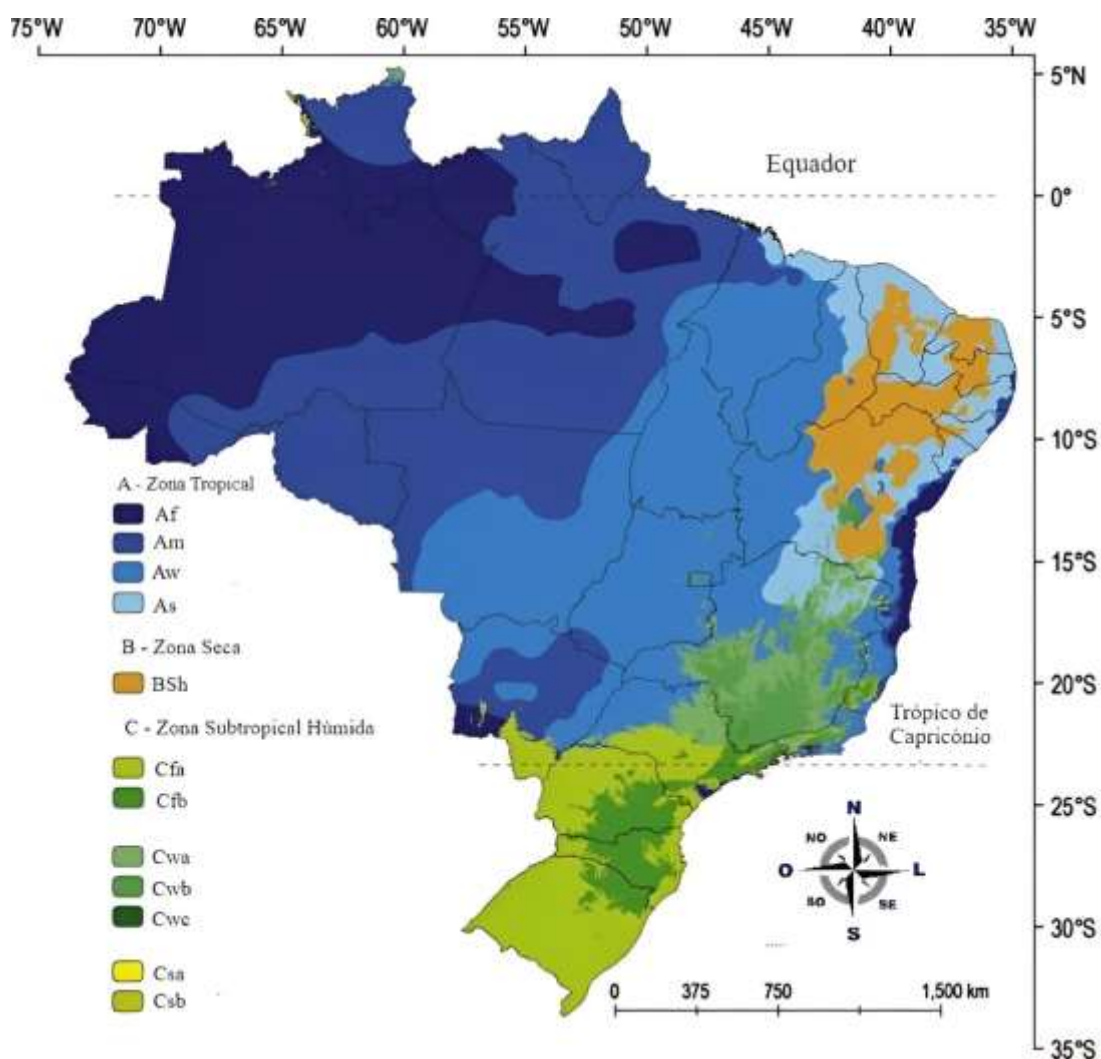 75°W 70°W 65°W 60°W 55°W 50°W 45°W 40°W 35°W
5°N
Equador
0°
5°S
10°S
A - Zona Tropical
Af
Am
Aw
As
15°S
B - Zona Seca
BSh
20°S
Trópico de
Capricónio
C - Zona Subtropical Húmida
Cfa
Cfb
25°S
N
NO NE
O L
SO SE
S
Cwa
Cwb
Cwc
30°S
Csa
Csb
0 375 750 1,500 km
35°S